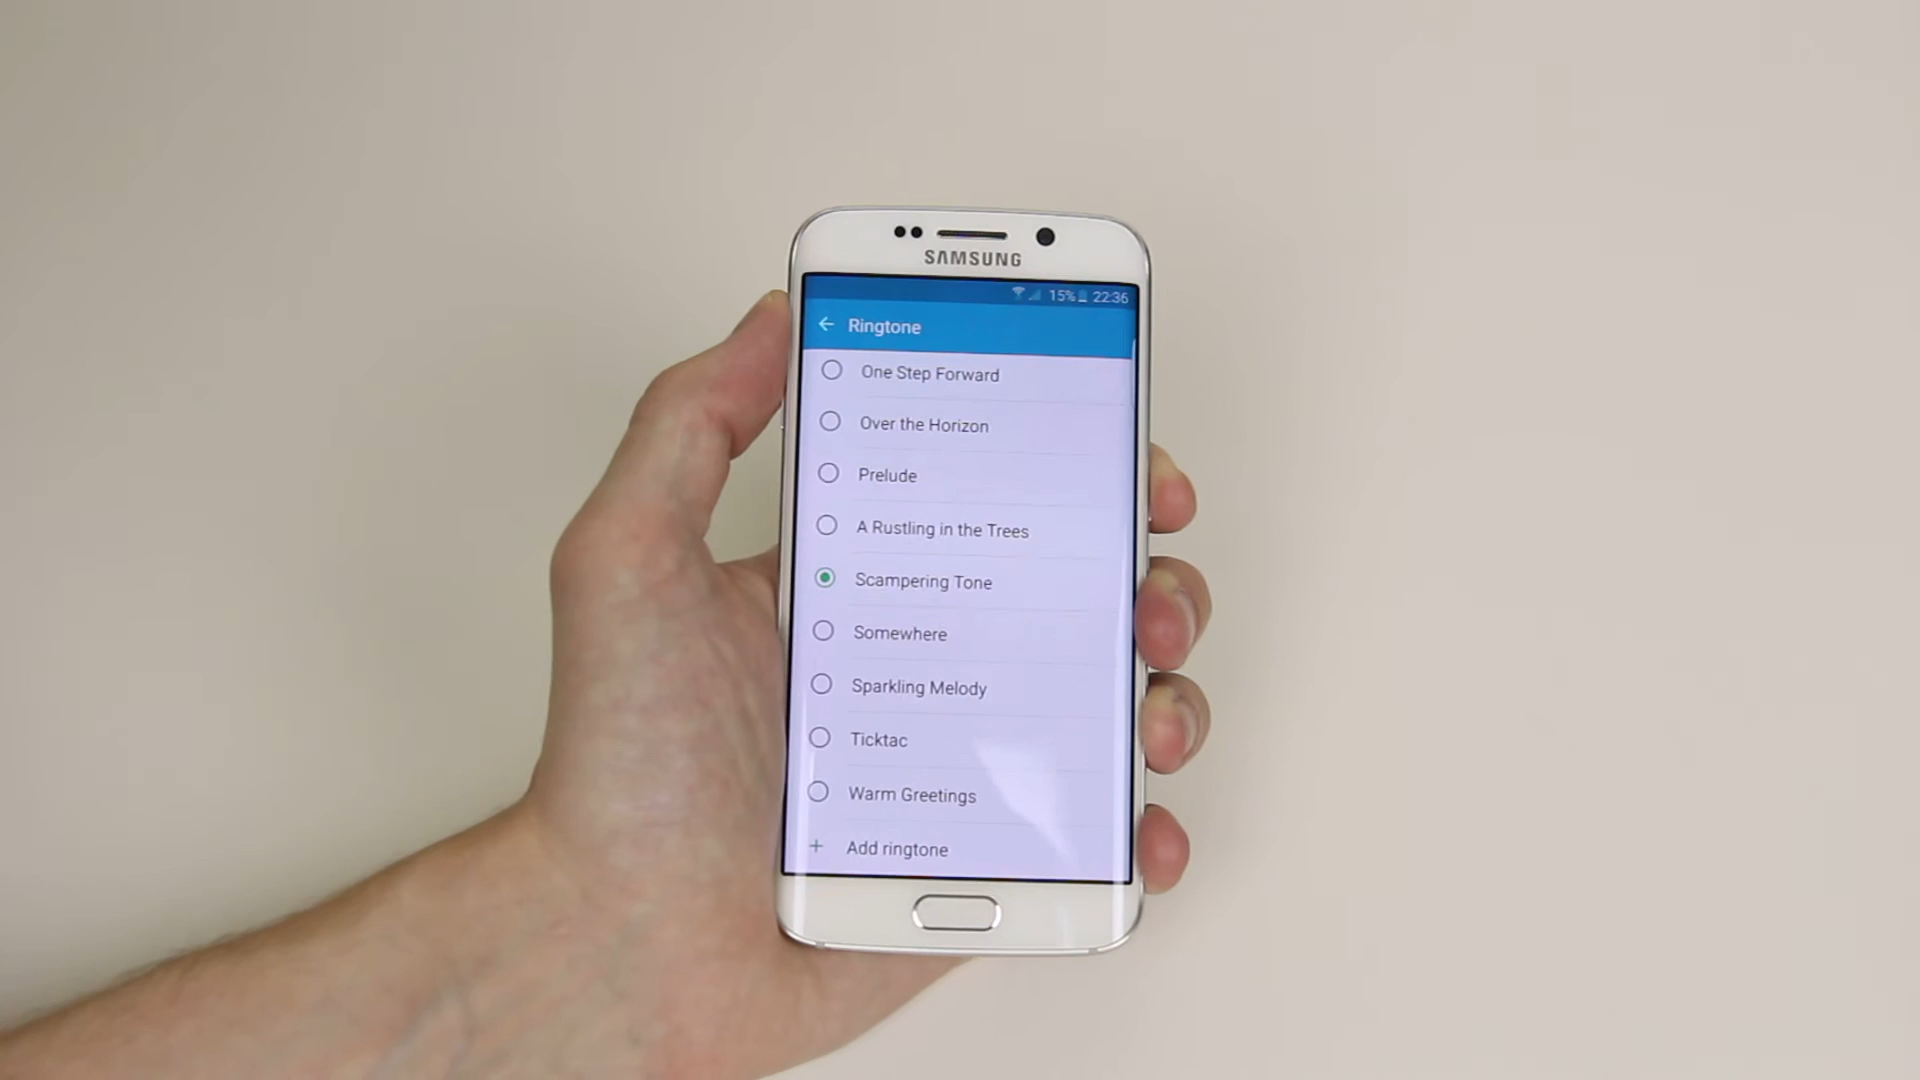 SAMSUNG
15% 22:36
Ringtone
One Step Forward
Over the Horizon
Prelude
A Rustling in the Trees
Scampering Tone
Somewhere
Sparkling Melody
Ticktac
Warm Greetings
+ Add ringtone